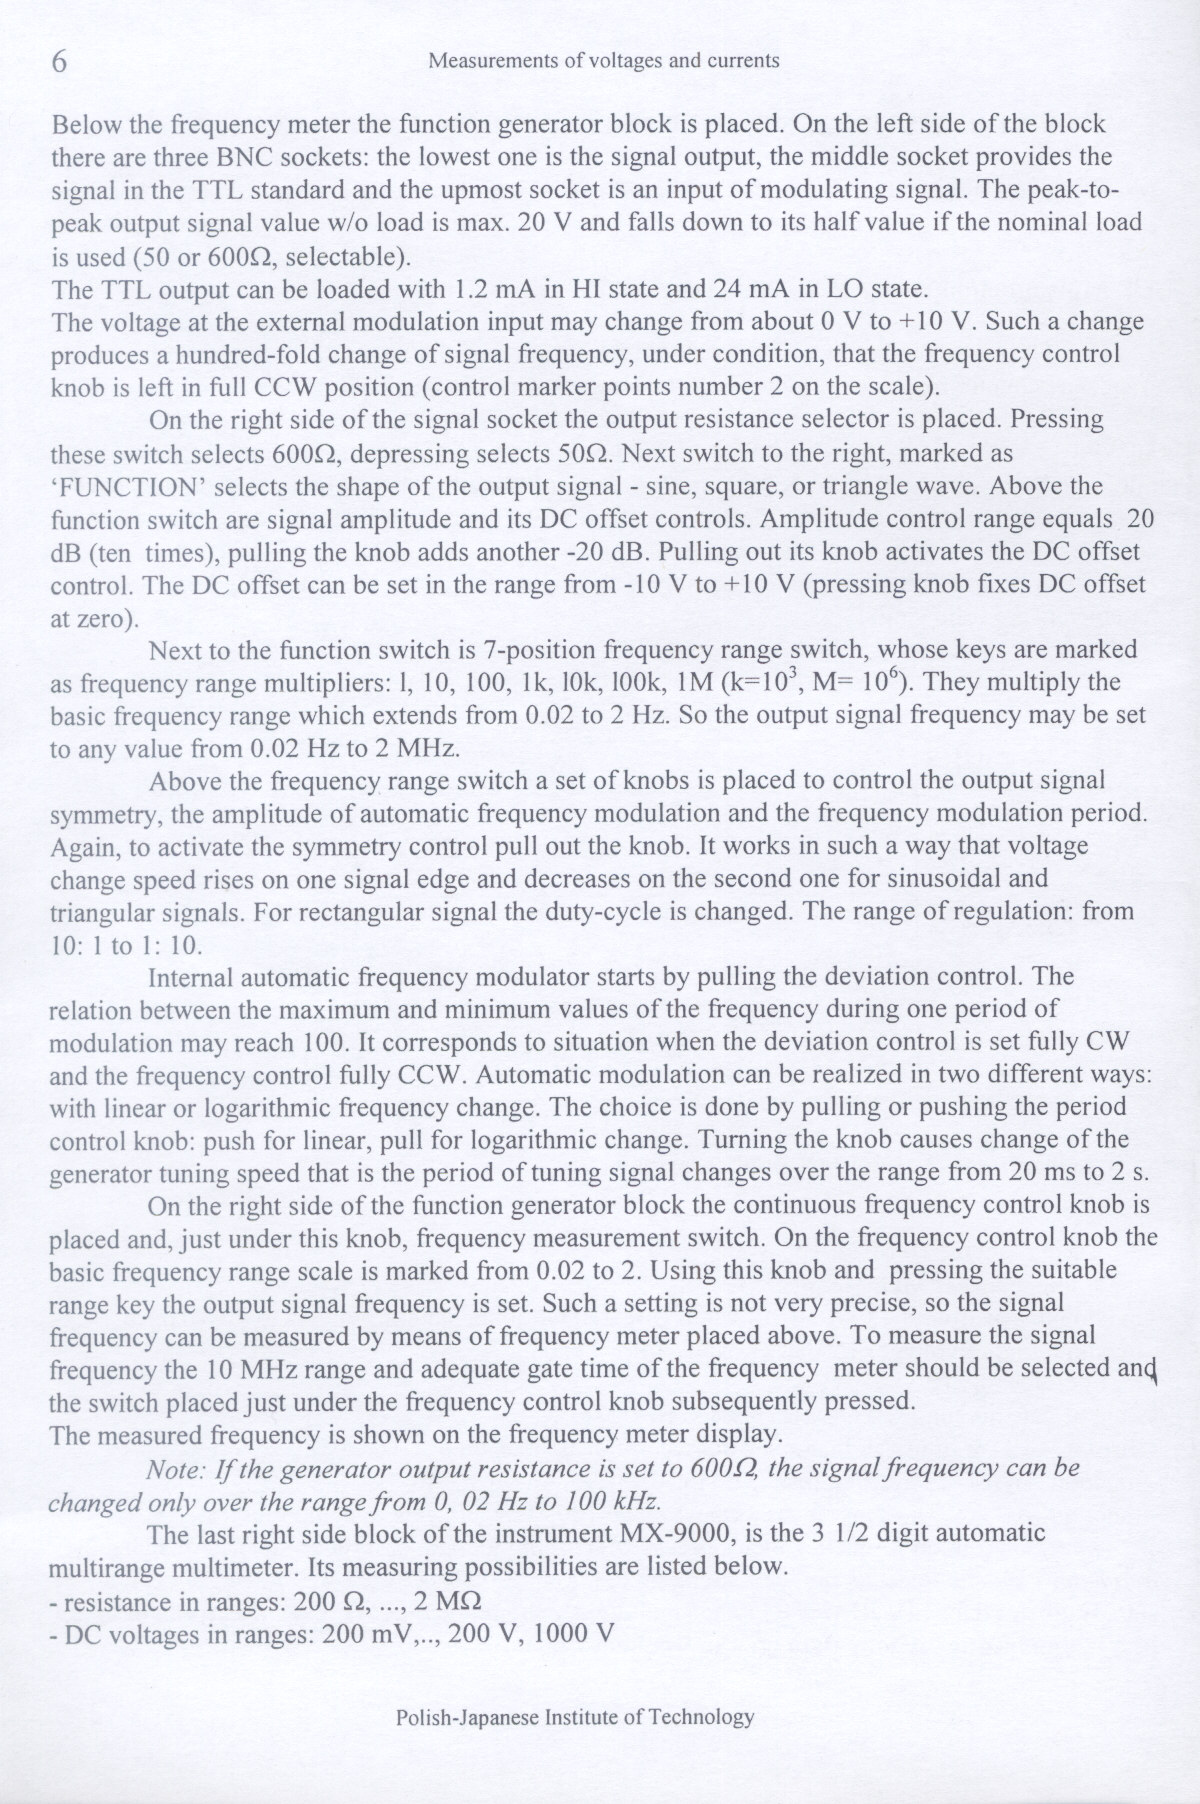 6
Measurements of voltages and currents
Below the frequency meter the function generator block is placed. On the left side of the block
there are three BNC sockets: the lowest one is the signal output, the middle socket provides the
signal in the TTL standard and the upmost socket is an input of modulating signal. The peak-to-
peak output signal value w/o load is max. 20 V and falls down to its half value if the nominal load
is used (50 or 600Ω, selectable).
The TTL output can be loaded with 1.2 mA in HI state and 24 mA in LO state.
The voltage at the external modulation input may change from about 0 V to +10 V. Such a change
produces a hundred-fold change of signal frequency, under condition, that the frequency control
knob is left in full CCW position (control marker points number 2 on the scale).
On the right side of the signal socket the output resistance selector is placed. Pressing
these switch selects 600Ω, depressing selects 50Ω. Next switch to the right, marked as
‘FUNCTION’ selects the shape of the output signal - sine, square, or triangle wave. Above the
function switch are signal amplitude and its DC offset controls. Amplitude control range equals 20
dB (ten times), pulling the knob adds another -20 dB. Pulling out its knob activates the DC offset
control. The DC offset can be set in the range from -10 V to +10 V (pressing knob fixes DC offset
at zero).
Next to the function switch is 7-position frequency range switch, whose keys are marked
as frequency range multipliers: l, 10, 100, 1k, l0k, l00k, 1M (k=10³, M= 10⁶). They multiply the
basic frequency range which extends from 0.02 to 2 Hz. So the output signal frequency may be set
to any value from 0.02 Hz to 2 MHz.
Above the frequency range switch a set of knobs is placed to control the output signal
symmetry, the amplitude of automatic frequency modulation and the frequency modulation period.
Again, to activate the symmetry control pull out the knob. It works in such a way that voltage
change speed rises on one signal edge and decreases on the second one for sinusoidal and
triangular signals. For rectangular signal the duty-cycle is changed. The range of regulation: from
10: 1 to 1: 10.
Internal automatic frequency modulator starts by pulling the deviation control. The
relation between the maximum and minimum values of the frequency during one period of
modulation may reach 100. It corresponds to situation when the deviation control is set fully CW
and the frequency control fully CCW. Automatic modulation can be realized in two different ways:
with linear or logarithmic frequency change. The choice is done by pulling or pushing the period
control knob: push for linear, pull for logarithmic change. Turning the knob causes change of the
generator tuning speed that is the period of tuning signal changes over the range from 20 ms to 2 s.
On the right side of the function generator block the continuous frequency control knob is
placed and, just under this knob, frequency measurement switch. On the frequency control knob the
basic frequency range scale is marked from 0.02 to 2. Using this knob and pressing the suitable
range key the output signal frequency is set. Such a setting is not very precise, so the signal
frequency can be measured by means of frequency meter placed above. To measure the signal
frequency the 10 MHz range and adequate gate time of the frequency meter should be selected and
the switch placed just under the frequency control knob subsequently pressed.
The measured frequency is shown on the frequency meter display.
Note: If the generator output resistance is set to 600Ω, the signal frequency can be
changed only over the range from 0, 02 Hz to 100 kHz.
The last right side block of the instrument MX-9000, is the 3 1/2 digit automatic
multirange multimeter. Its measuring possibilities are listed below.
- resistance in ranges: 200 Ω, ..., 2 MΩ
- DC voltages in ranges: 200 mV,.., 200 V, 1000 V
Polish-Japanese Institute of Technology